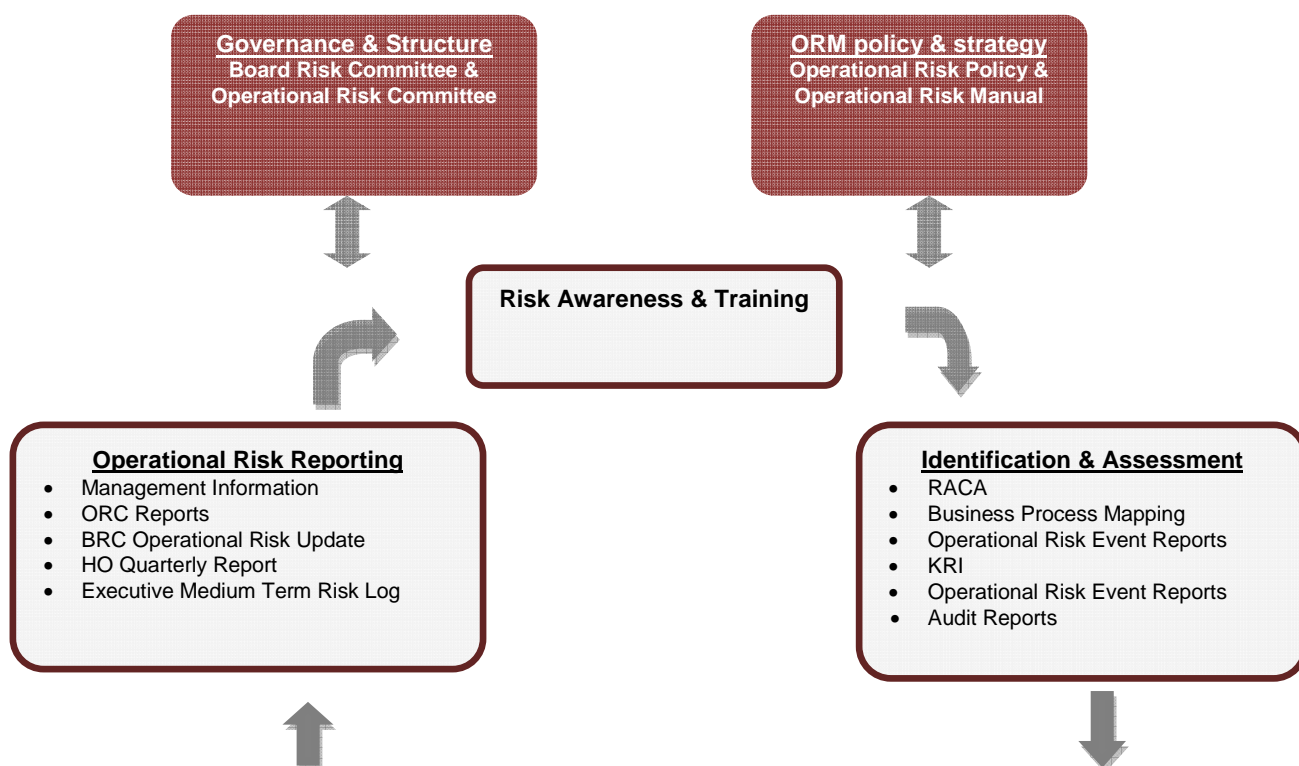 Governance & Structure
Board Risk Committee &
Operational Risk Committee
ORM policy & strategy
Operational Risk Policy &
Operational Risk Manual
Risk Awareness & Training
Operational Risk Reporting
• Management Information
• ORC Reports
• BRC Operational Risk Update
• HO Quarterly Report
• Executive Medium Term Risk Log
Identification & Assessment
• RACA
• Business Process Mapping
• Operational Risk Event Reports
• KRI
• Operational Risk Event Reports
• Audit Reports